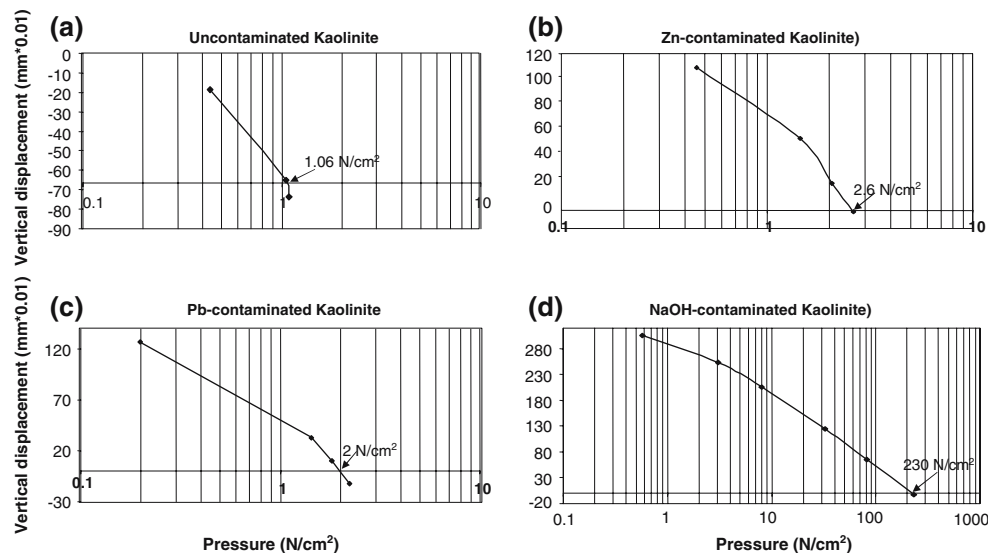 (a)
Uncontaminated Kaolinite
Vertical displacement (mm*0.01)
0
-10
-20
-30
-40
-50
-60
-70
-80
-90
1.06 N/cm²
0.1
1
10
(b)
Zn-contaminated Kaolinite)
120
100
80
60
40
20
0
2.6 N/cm²
0.1
1
10
(c)
Pb-contaminated Kaolinite
Vertical displacement (mm*0.01)
120
70
20
-30
2 N/cm²
0.1
1
10
Pressure (N/cm²)
(d)
NaOH-contaminated Kaolinite)
280
230
180
130
80
30
-20
230 N/cm²
0.1
1
10
100
1000
Pressure (N/cm²)